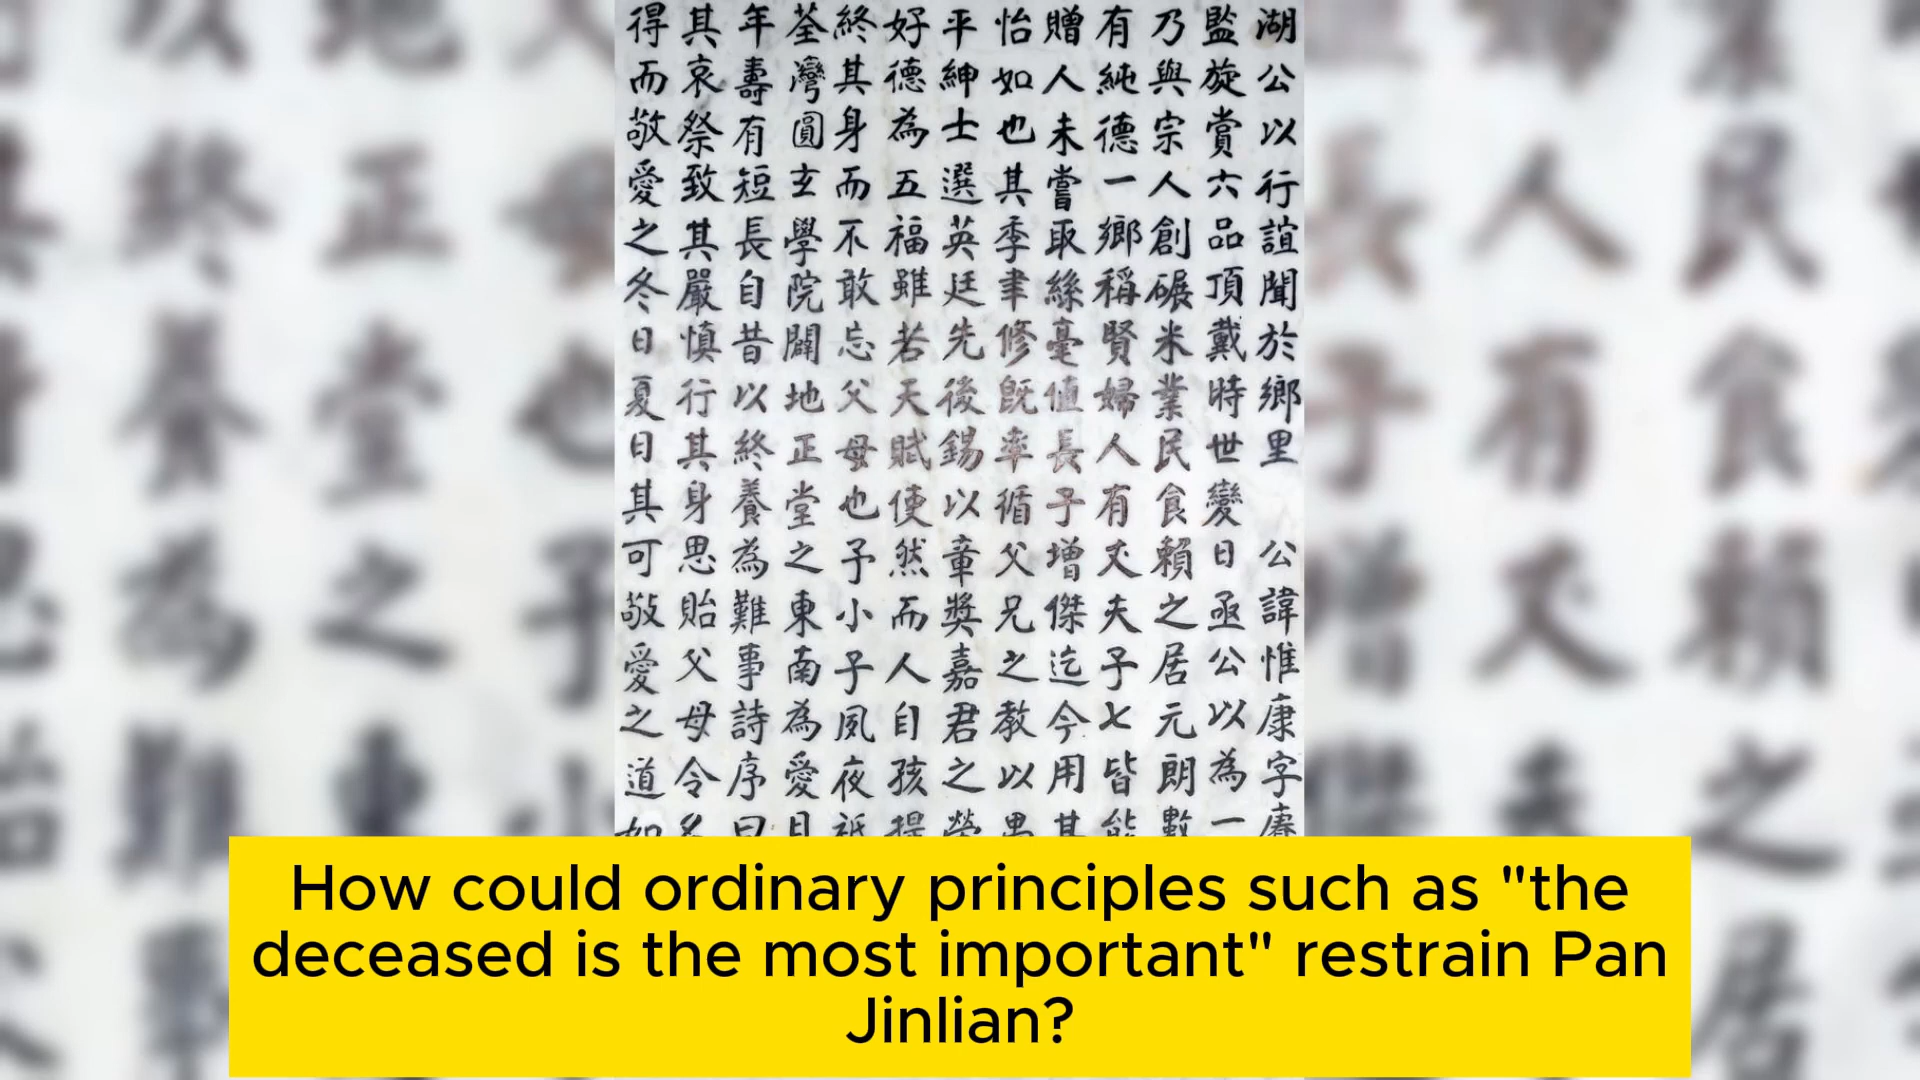 湖公以行誼聞於鄉里 公諱惟康字
監旋賞六品頂戴時世變日亟公以為一
乃與宗人創碾米業民食賴之居元朗數
有純德一鄉稱賢婦人有丈夫子七皆能
贈人未嘗取絲毫值長子增傑迄今用其
怡如也其季聿修既率循父兄之教以
平紳士選英廷先後錫以章獎嘉君之榮
好德為五福雖若天賦使然而人自孩提
終其身而不敢忘父母也予小子夙夜祗
荃灣圓玄學院闢地正堂之東南為愛日
年壽有短長自昔以終養為難事詩序曰
其哀祭致其嚴慎行其身思貽父母令名
得而敬愛之冬日夏日其可敬愛之道如
How could ordinary principles such as "the
deceased is the most important" restrain Pan
Jinlian?